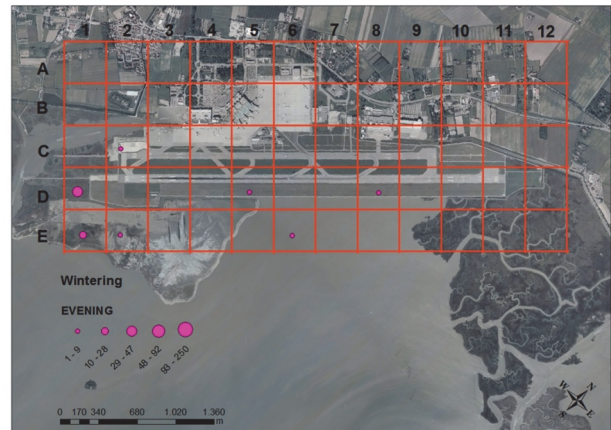 1 2 3 4 5 6 7 8 9 10 11 12
A
B
C
D
E
Wintering
EVENING
1 - 9 10 - 28 29 - 47 48 - 92 93 - 250
0 170 340 680 1.020 1.360
m
N
W
E
S